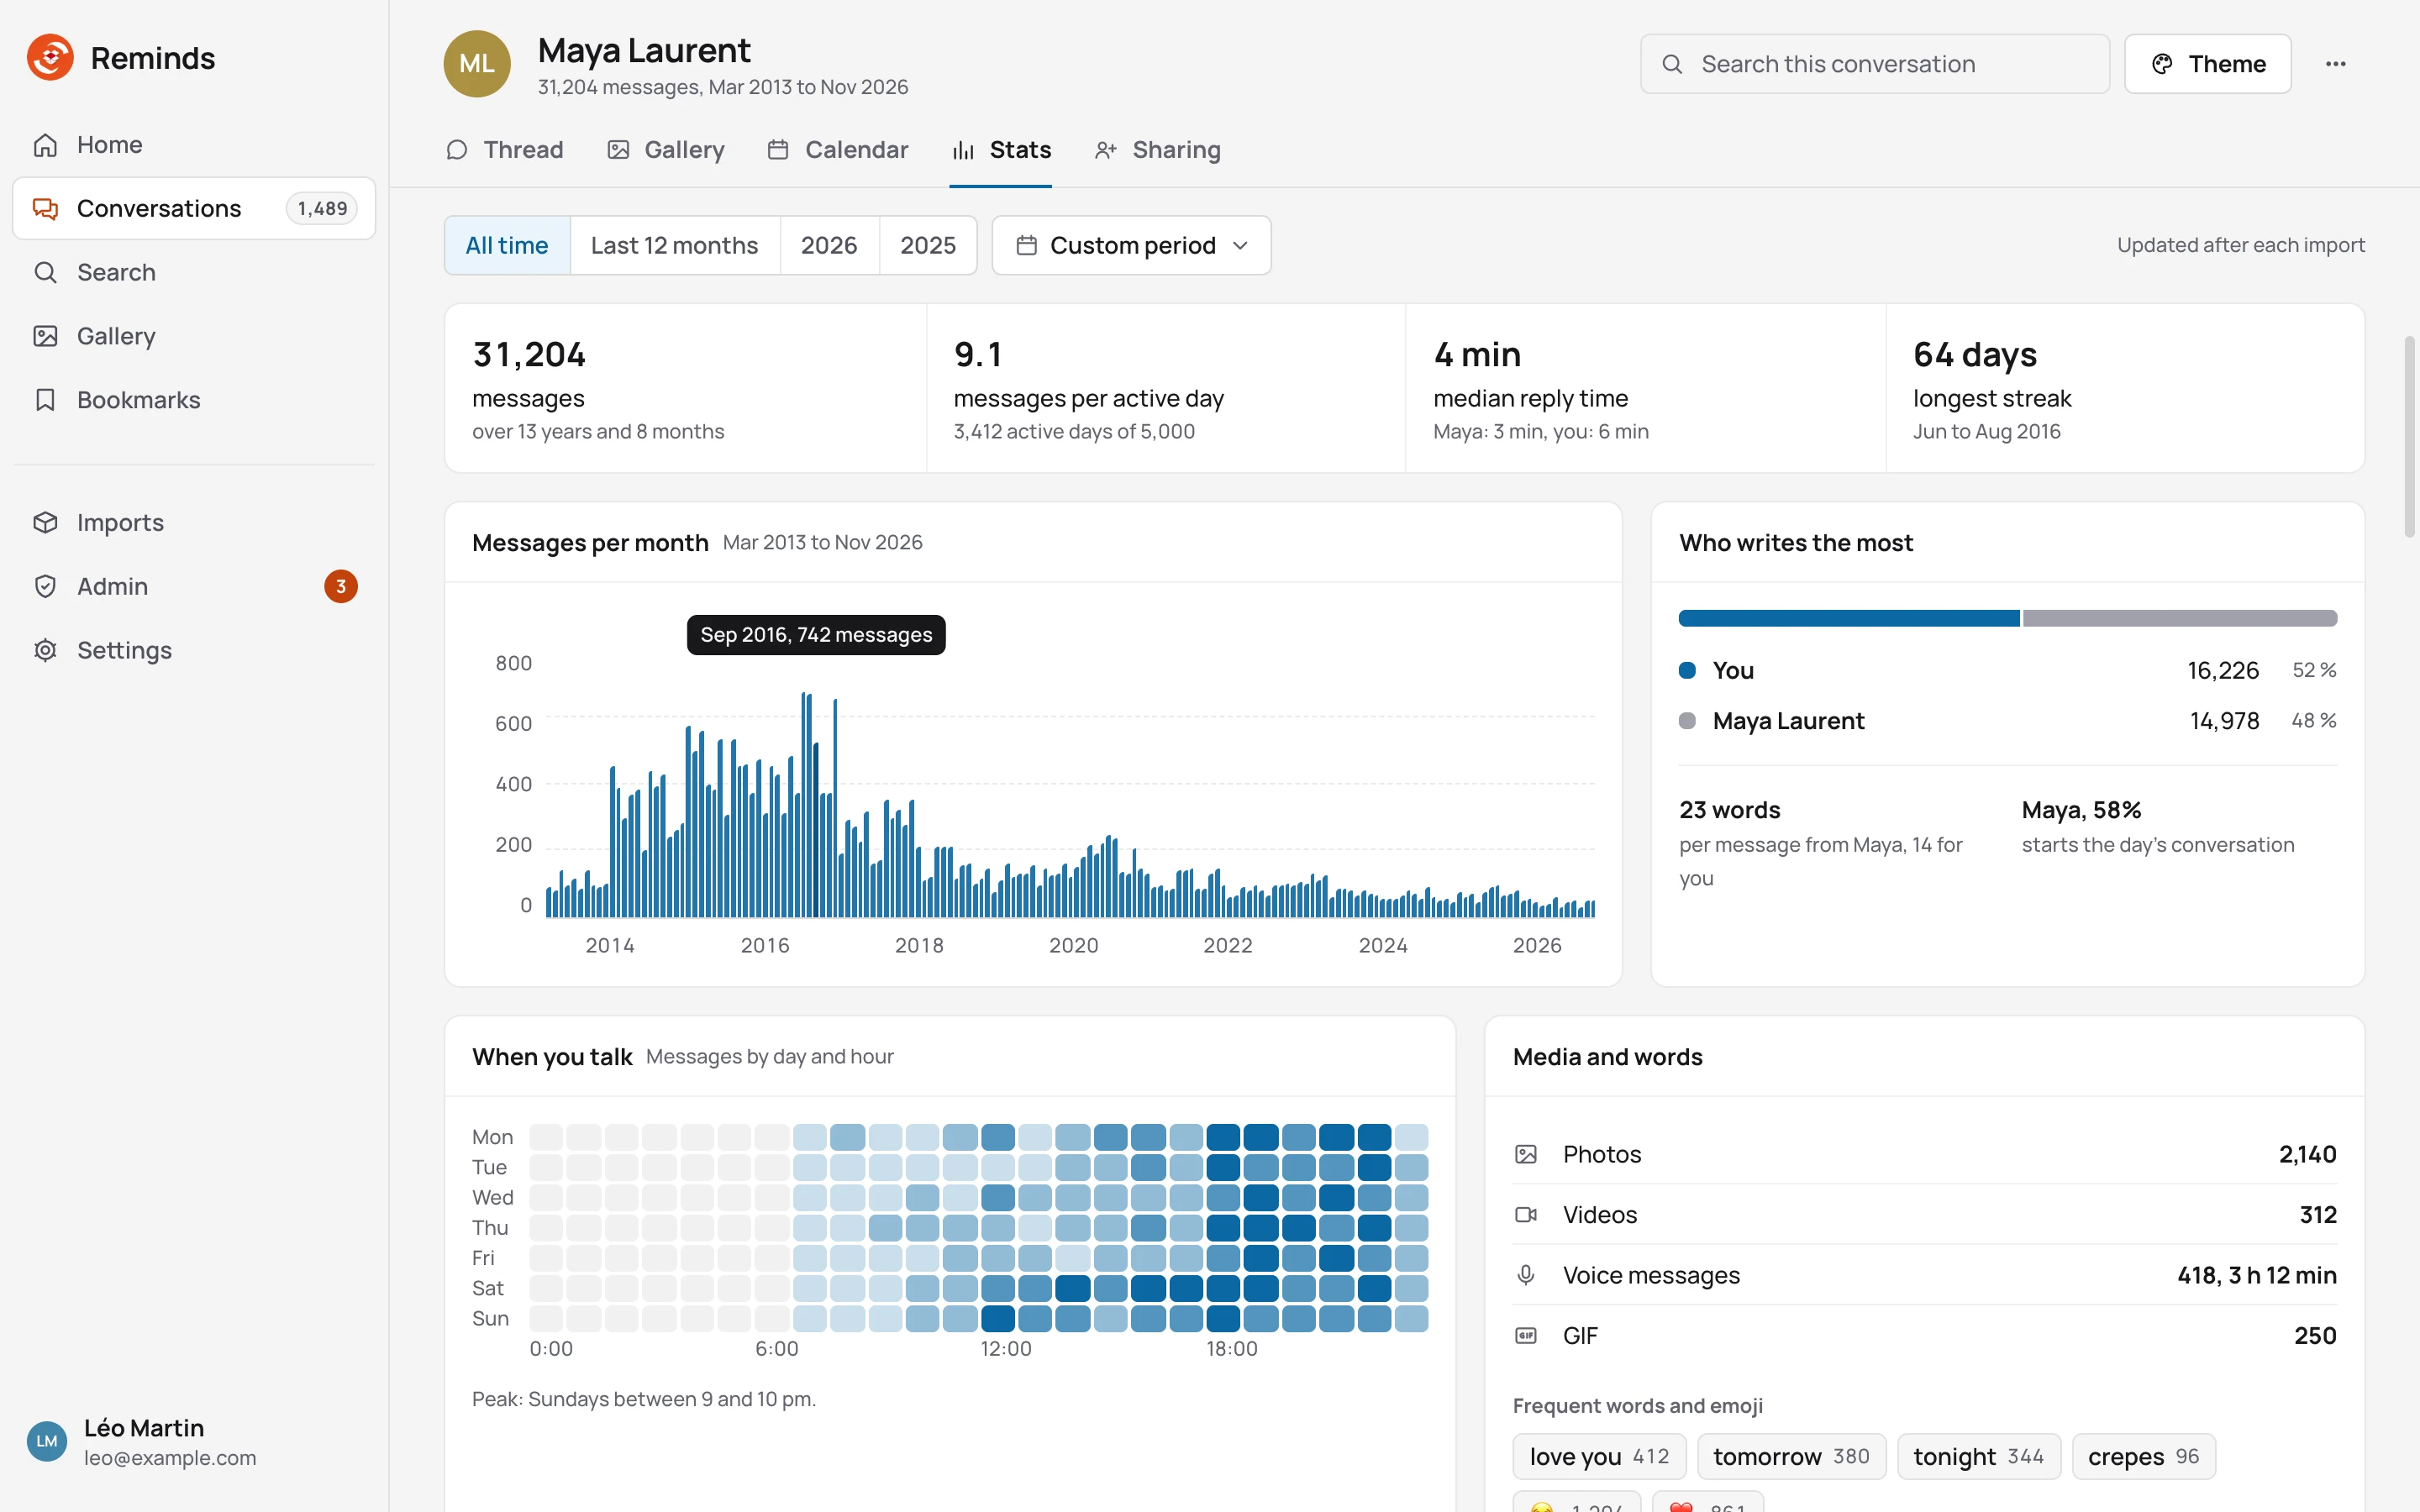 Reminds
Home
Conversations 1,489
Search
Gallery
Bookmarks
Imports
Admin 3
Settings
LM
Léo Martin
leo@example.com
ML
Maya Laurent
31,204 messages, Mar 2013 to Nov 2026
Search this conversation
Theme
Thread Gallery Calendar Stats Sharing
All time Last 12 months 2026 2025 Custom period
Updated after each import
31,204
messages
over 13 years and 8 months
9.1
messages per active day
3,412 active days of 5,000
4 min
median reply time
Maya: 3 min, you: 6 min
64 days
longest streak
Jun to Aug 2016
Messages per month Mar 2013 to Nov 2026
Sep 2016, 742 messages
800
600
400
200
0
2014 2016 2018 2020 2022 2024 2026
Who writes the most
You 16,226 52 %
Maya Laurent 14,978 48 %
23 words
per message from Maya, 14 for
you
Maya, 58%
starts the day's conversation
When you talk Messages by day and hour
Mon
Tue
Wed
Thu
Fri
Sat
Sun
0:00 6:00 12:00 18:00
Peak: Sundays between 9 and 10 pm.
Media and words
Photos 2,140
Videos 312
Voice messages 418, 3 h 12 min
GIF GIF 250
Frequent words and emoji
love you 412 tomorrow 380 tonight 344 crepes 96